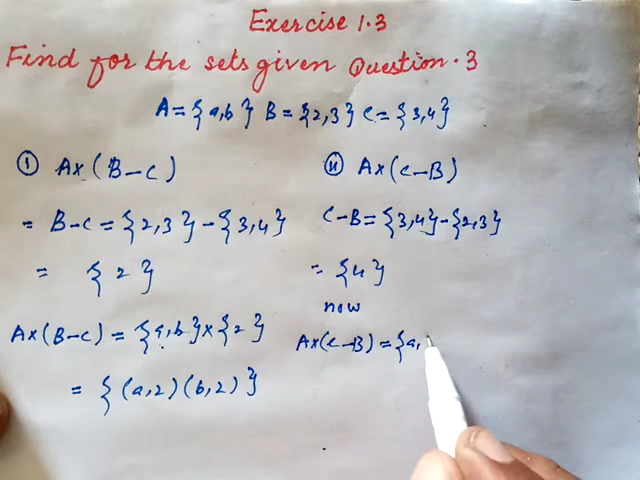 Exercise 1.3
Find for the sets given Question.3
A={a,b} B={2,3} C={3,4}
(i) A×(B-C)
= B-C={2,3}-{3,4}
= {2}
A×(B-C)={a,b}×{2}
= {(a,2)(b,2)}
(ii) A×(C-B)
C-B={3,4}-{2,3}
={4}
now
A×(C-B)={a,